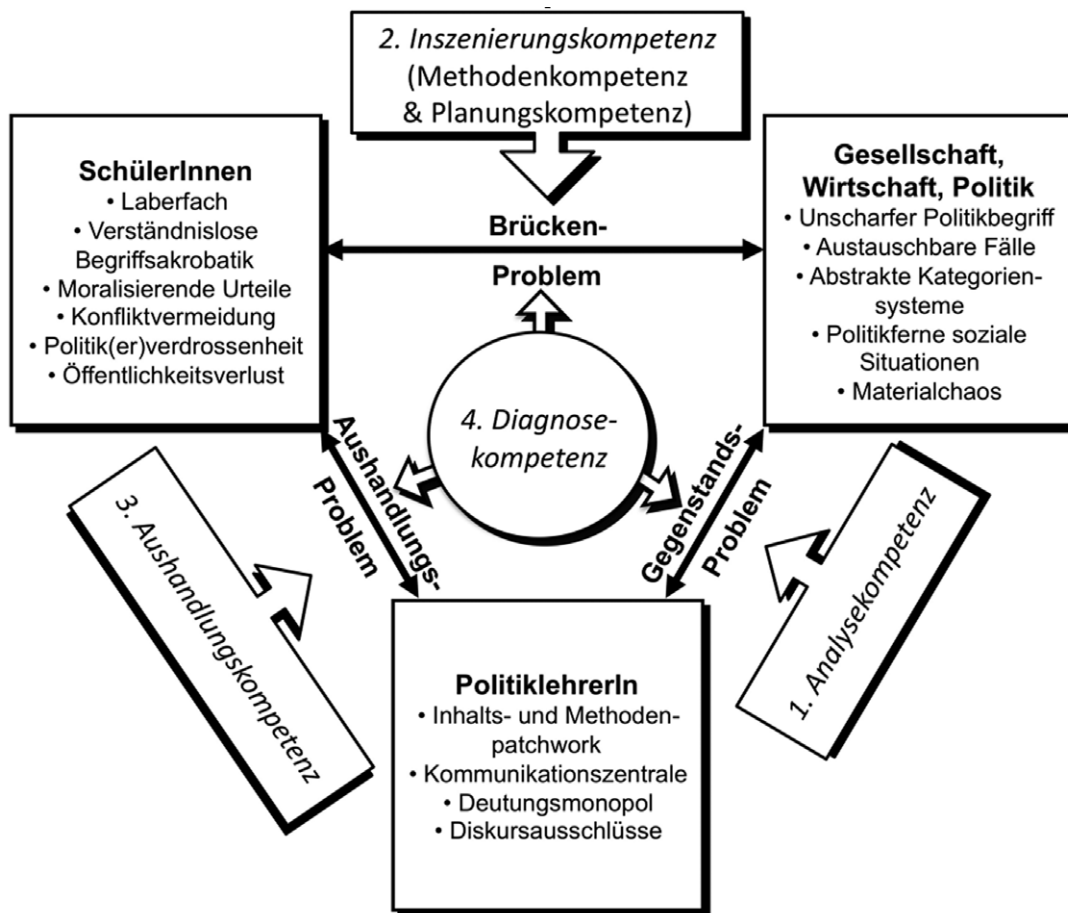 2. Inszenierungskompetenz
(Methodenkompetenz
& Planungskompetenz)
SchülerInnen
• Laberfach
• Verständnislose
Begriffsakrobatik
• Moralisierende Urteile
• Konfliktvermeidung
• Politik(er)verdrossenheit
• Öffentlichkeitsverlust
Brücken-
Problem
Gesellschaft,
Wirtschaft, Politik
• Unscharfer Politikbegriff
• Austauschbare Fälle
• Abstrakte Kategorien-
systeme
• Politikferne soziale
Situationen
• Materialchaos
4. Diagnose-
kompetenz
Aushandlungs-
Problem
Gegenstands-
Problem
3. Aushandlungskompetenz
1. Analysekompetenz
PolitiklehrerIn
• Inhalts- und Methoden-
patchwork
• Kommunikationszentrale
• Deutungsmonopol
• Diskursausschlüsse